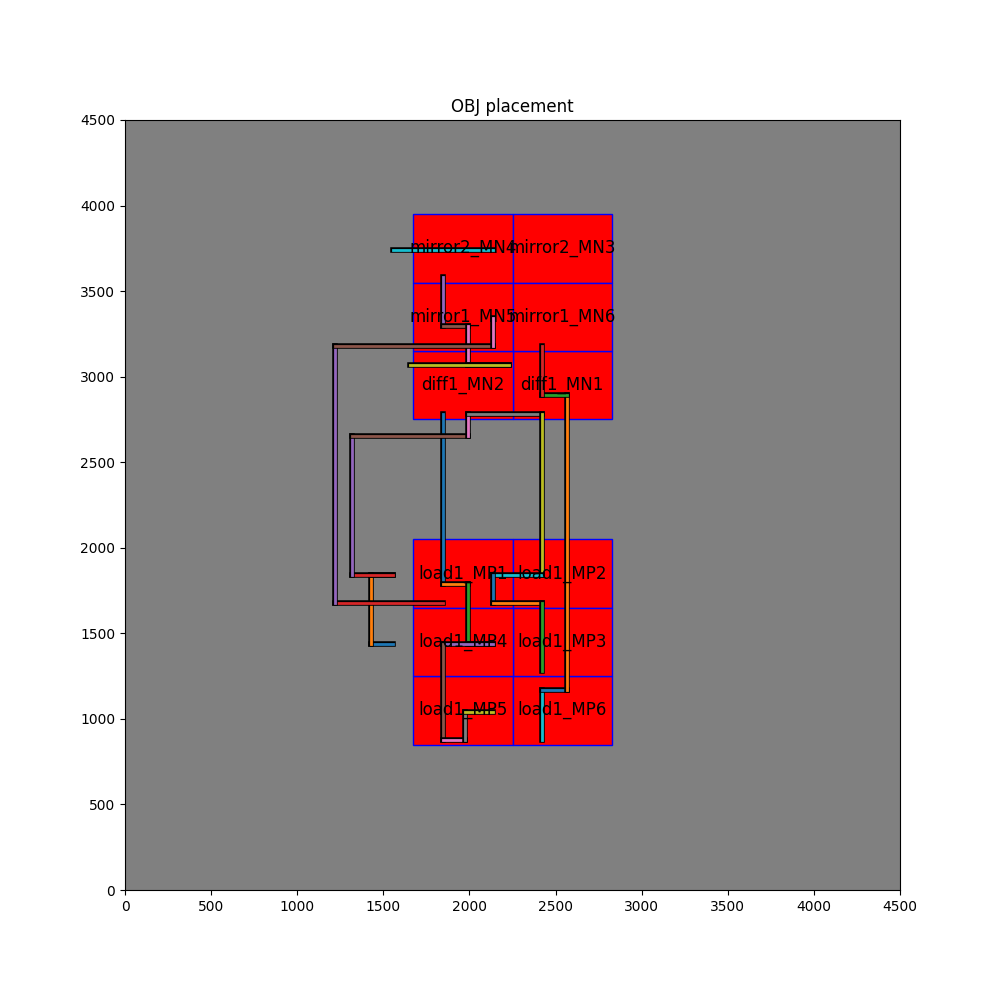 OBJ placement
4500
4000
3500
3000
2500
2000
1500
1000
500
0
mirror2_MN4 mirror2_MN3
mirror1_MN5 mirror1_MN6
diff1_MN2 diff1_MN1
load1_MP1 load1_MP2
load1_MP4 load1_MP3
load1_MP5 load1_MP6
0 500 1000 1500 2000 2500 3000 3500 4000 4500